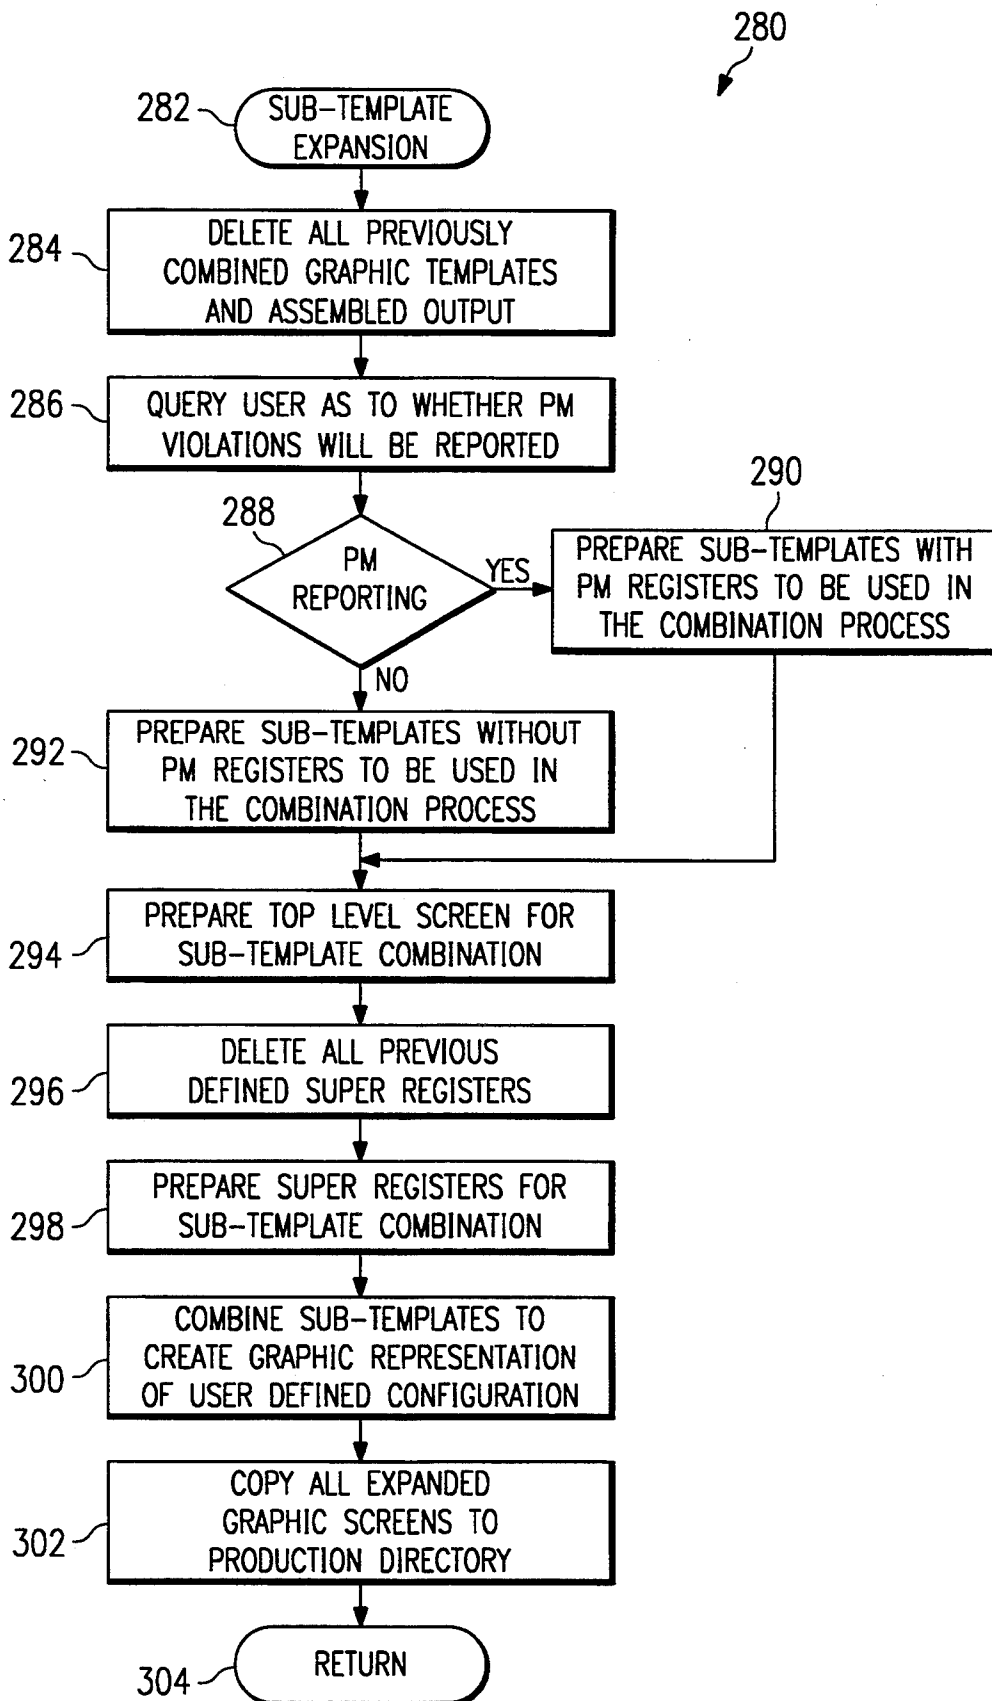 280
282
SUB-TEMPLATE
EXPANSION
284
DELETE ALL PREVIOUSLY
COMBINED GRAPHIC TEMPLATES
AND ASSEMBLED OUTPUT
286
QUERY USER AS TO WHETHER PM
VIOLATIONS WILL BE REPORTED
288
PM
REPORTING
YES
NO
290
PREPARE SUB-TEMPLATES WITH
PM REGISTERS TO BE USED IN
THE COMBINATION PROCESS
292
PREPARE SUB-TEMPLATES WITHOUT
PM REGISTERS TO BE USED IN
THE COMBINATION PROCESS
294
PREPARE TOP LEVEL SCREEN FOR
SUB-TEMPLATE COMBINATION
296
DELETE ALL PREVIOUS
DEFINED SUPER REGISTERS
298
PREPARE SUPER REGISTERS FOR
SUB-TEMPLATE COMBINATION
300
COMBINE SUB-TEMPLATES TO
CREATE GRAPHIC REPRESENTATION
OF USER DEFINED CONFIGURATION
302
COPY ALL EXPANDED
GRAPHIC SCREENS TO
PRODUCTION DIRECTORY
304
RETURN